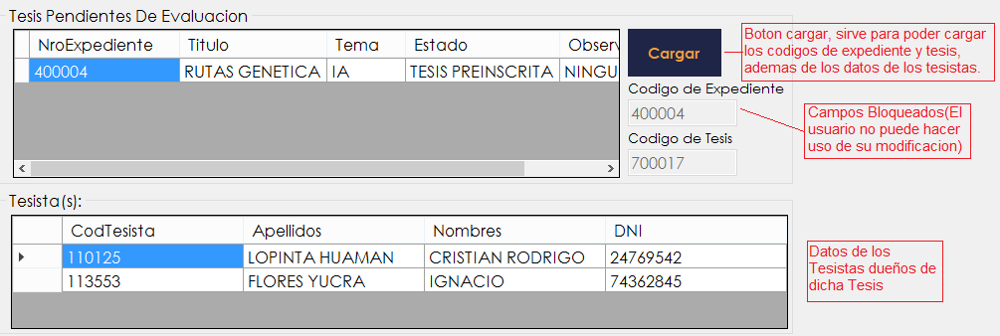 Tesis Pendientes De Evaluacion
NroExpediente Titulo Tema Estado Observ
400004 RUTAS GENETICA IA TESIS PREINSCRITA NINGU
Cargar
Boton cargar, sirve para poder cargar
los codigos de expediente y tesis,
ademas de los datos de los tesistas.
Codigo de Expediente
400004
Codigo de Tesis
700017
Campos Bloqueados(El
usuario no puede hacer
uso de su modificacion)
Tesista(s):
CodTesista Apellidos Nombres DNI
110125 LOPINTA HUAMAN CRISTIAN RODRIGO 24769542
113553 FLORES YUCRA IGNACIO 74362845
Datos de los
Tesistas dueños de
dicha Tesis